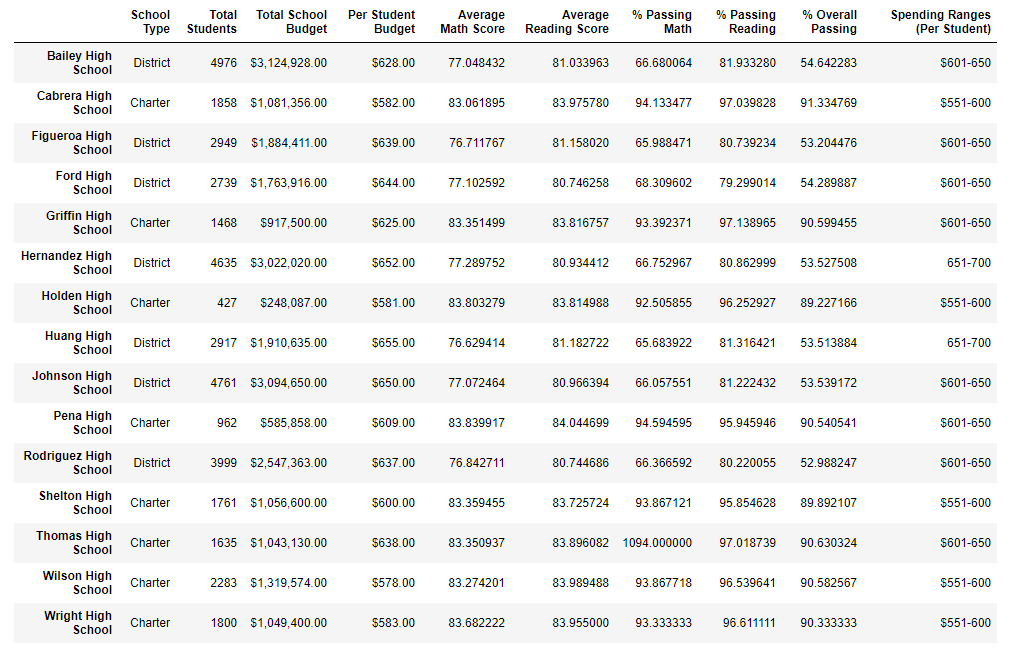 School Type Total Students Total School Budget Per Student Budget Average Math Score Average Reading Score % Passing Math % Passing Reading % Overall Passing Spending Ranges (Per Student)
Bailey High School District 4976 $3,124,928.00 $628.00 77.048432 81.033963 66.680064 81.933280 54.642283 $601-650
Cabrera High School Charter 1858 $1,081,356.00 $582.00 83.061895 83.975780 94.133477 97.039828 91.334769 $551-600
Figueroa High School District 2949 $1,884,411.00 $639.00 76.711767 81.158020 65.988471 80.739234 53.204476 $601-650
Ford High School District 2739 $1,763,916.00 $644.00 77.102592 80.746258 68.309602 79.299014 54.289887 $601-650
Griffin High School Charter 1468 $917,500.00 $625.00 83.351499 83.816757 93.392371 97.138965 90.599455 $601-650
Hernandez High School District 4635 $3,022,020.00 $652.00 77.289752 80.934412 66.752967 80.862999 53.527508 651-700
Holden High School Charter 427 $248,087.00 $581.00 83.803279 83.814988 92.505855 96.252927 89.227166 $551-600
Huang High School District 2917 $1,910,635.00 $655.00 76.629414 81.182722 65.683922 81.316421 53.513884 651-700
Johnson High School District 4761 $3,094,650.00 $650.00 77.072464 80.966394 66.057551 81.222432 53.539172 $601-650
Pena High School Charter 962 $585,858.00 $609.00 83.839917 84.044699 94.594595 95.945946 90.540541 $601-650
Rodriguez High School District 3999 $2,547,363.00 $637.00 76.842711 80.744686 66.366592 80.220055 52.988247 $601-650
Shelton High School Charter 1761 $1,056,600.00 $600.00 83.359455 83.725724 93.867121 95.854628 89.892107 $551-600
Thomas High School Charter 1635 $1,043,130.00 $638.00 83.350937 83.896082 1094.000000 97.018739 90.630324 $601-650
Wilson High School Charter 2283 $1,319,574.00 $578.00 83.274201 83.989488 93.867718 96.539641 90.582567 $551-600
Wright High School Charter 1800 $1,049,400.00 $583.00 83.682222 83.955000 93.333333 96.611111 90.333333 $551-600